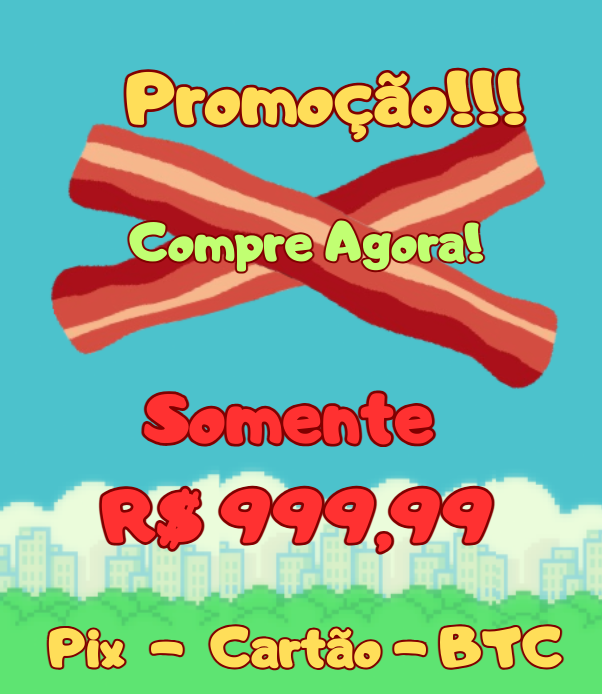 Promoção!!!
Compre Agora!
Somente
R$ 999,99
Pix - Cartão - BTC